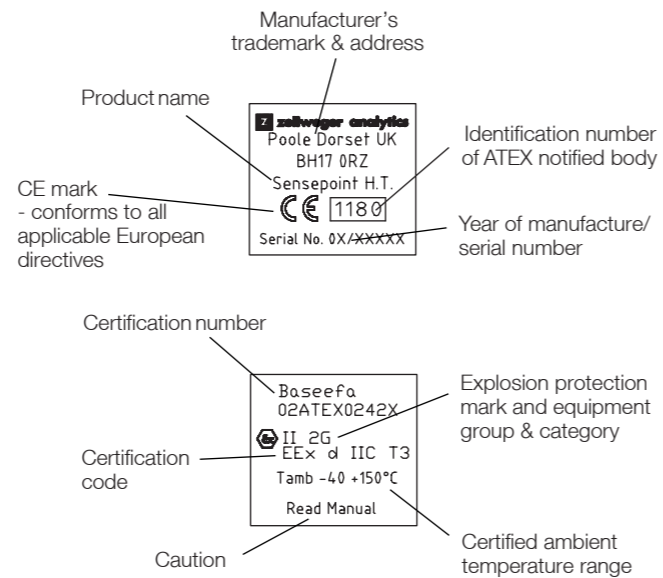 Manufacturer's
trademark & address
Product name
zellweger analytics
Poole Dorset UK
BH17 0RZ
Sensepoint H.T.
CE 1180
Serial No. 0X/XXXXX
Identification number
of ATEX notified body
CE mark
- conforms to all
applicable European
directives
Year of manufacture/
serial number
Certification number
Baseefa
02ATEX0242X
Ex II 2G
EEx d IIC T3
Tamb -40 +150°C
Read Manual
Explosion protection
mark and equipment
group & category
Certification
code
Caution
Certified ambient
temperature range